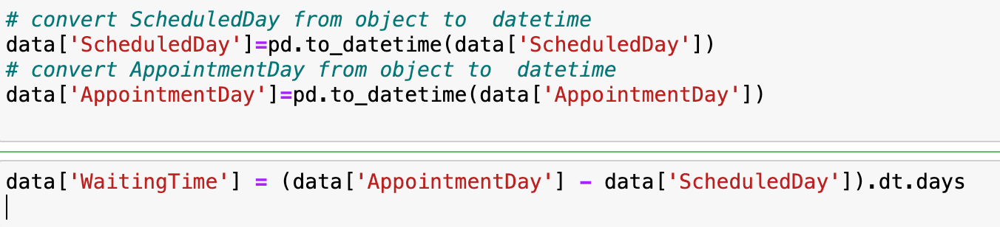 # convert ScheduledDay from object to  datetime
data['ScheduledDay']=pd.to_datetime(data['ScheduledDay'])
# convert AppointmentDay from object to  datetime
data['AppointmentDay']=pd.to_datetime(data['AppointmentDay'])
data['WaitingTime'] = (data['AppointmentDay'] - data['ScheduledDay']).dt.days